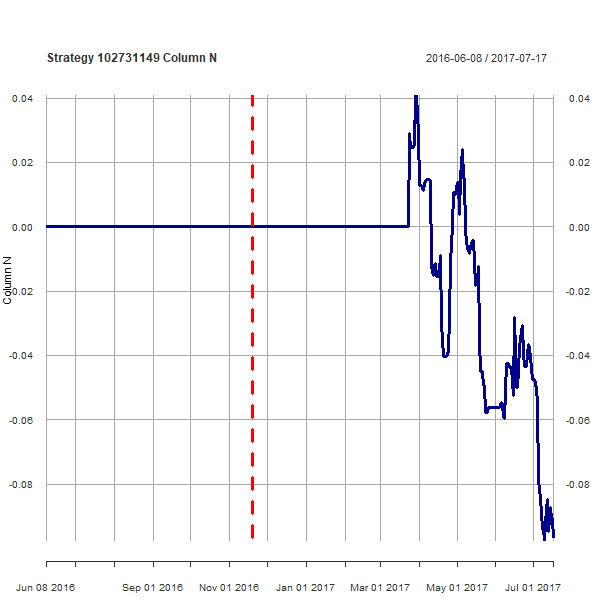 Strategy 102731149 Column N 2016-06-08 / 2017-07-17
0.04 0.04
0.02 0.02
0.00 0.00
Column N
-0.02 -0.02
-0.04 -0.04
-0.06 -0.06
-0.08 -0.08
Jun 08 2016 Sep 01 2016 Nov 01 2016 Jan 01 2017 Mar 01 2017 May 01 2017 Jul 01 2017